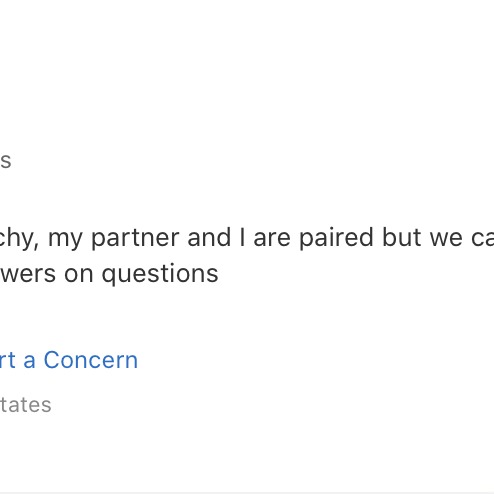 s
chy, my partner and I are paired but we ca
wers on questions
rt a Concern
tates